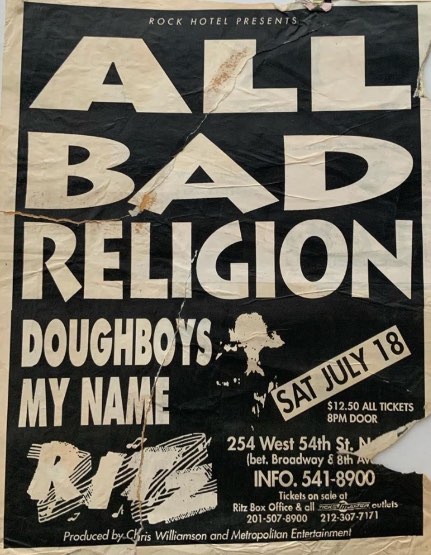 ROCK HOTEL PRESENTS
ALL
BAD
RELIGION
DOUGHBOYS
MY NAME
SAT JULY 18
$12.50 ALL TICKETS
8PM DOOR
RITZ
254 West 54th St.
(bet. Broadway & 8th
INFO. 541-8900
Tickets on sale at
Ritz Box Office & all outlets
201-507-8900 212-307-7171
Produced by Chris Williamson and Metropolitan Entertainment